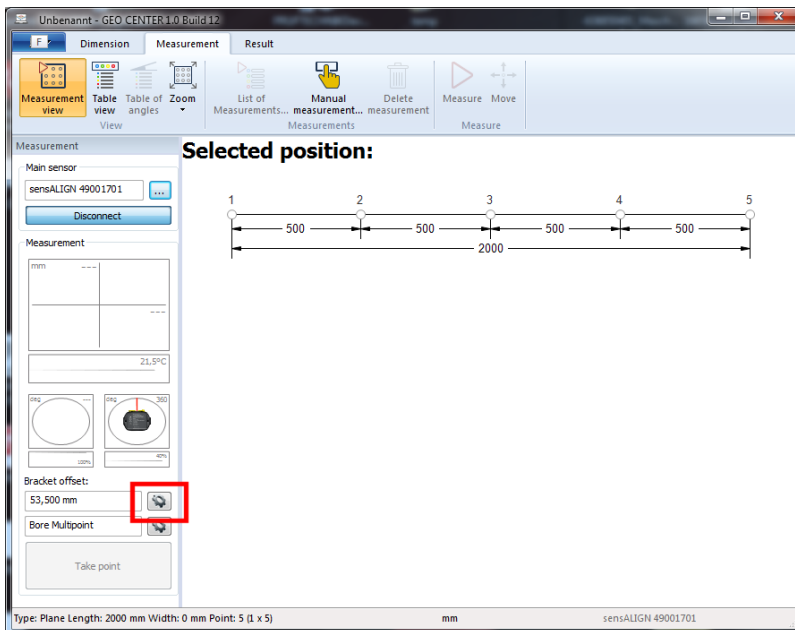 Unbenannt - GEO CENTER 1.0 Build 12
F Dimension Measurement Result
Measurement view
Table view
Table of angles
Zoom
List of Measurements...
Manual measurement...
Delete measurement
Measure
Move
View
Measurements
Measure
Measurement
Main sensor
sensALIGN 49001701
...
Disconnect
Measurement
mm ---
---
21,5°C
deg --- deg 360
100% 40%
Bracket offset:
53,500 mm
Bore Multipoint
Take point
Selected position:
1 2 3 4 5
500 500 500 500
2000
Type: Plane Length: 2000 mm Width: 0 mm Point: 5 (1 x 5) mm sensALIGN 49001701